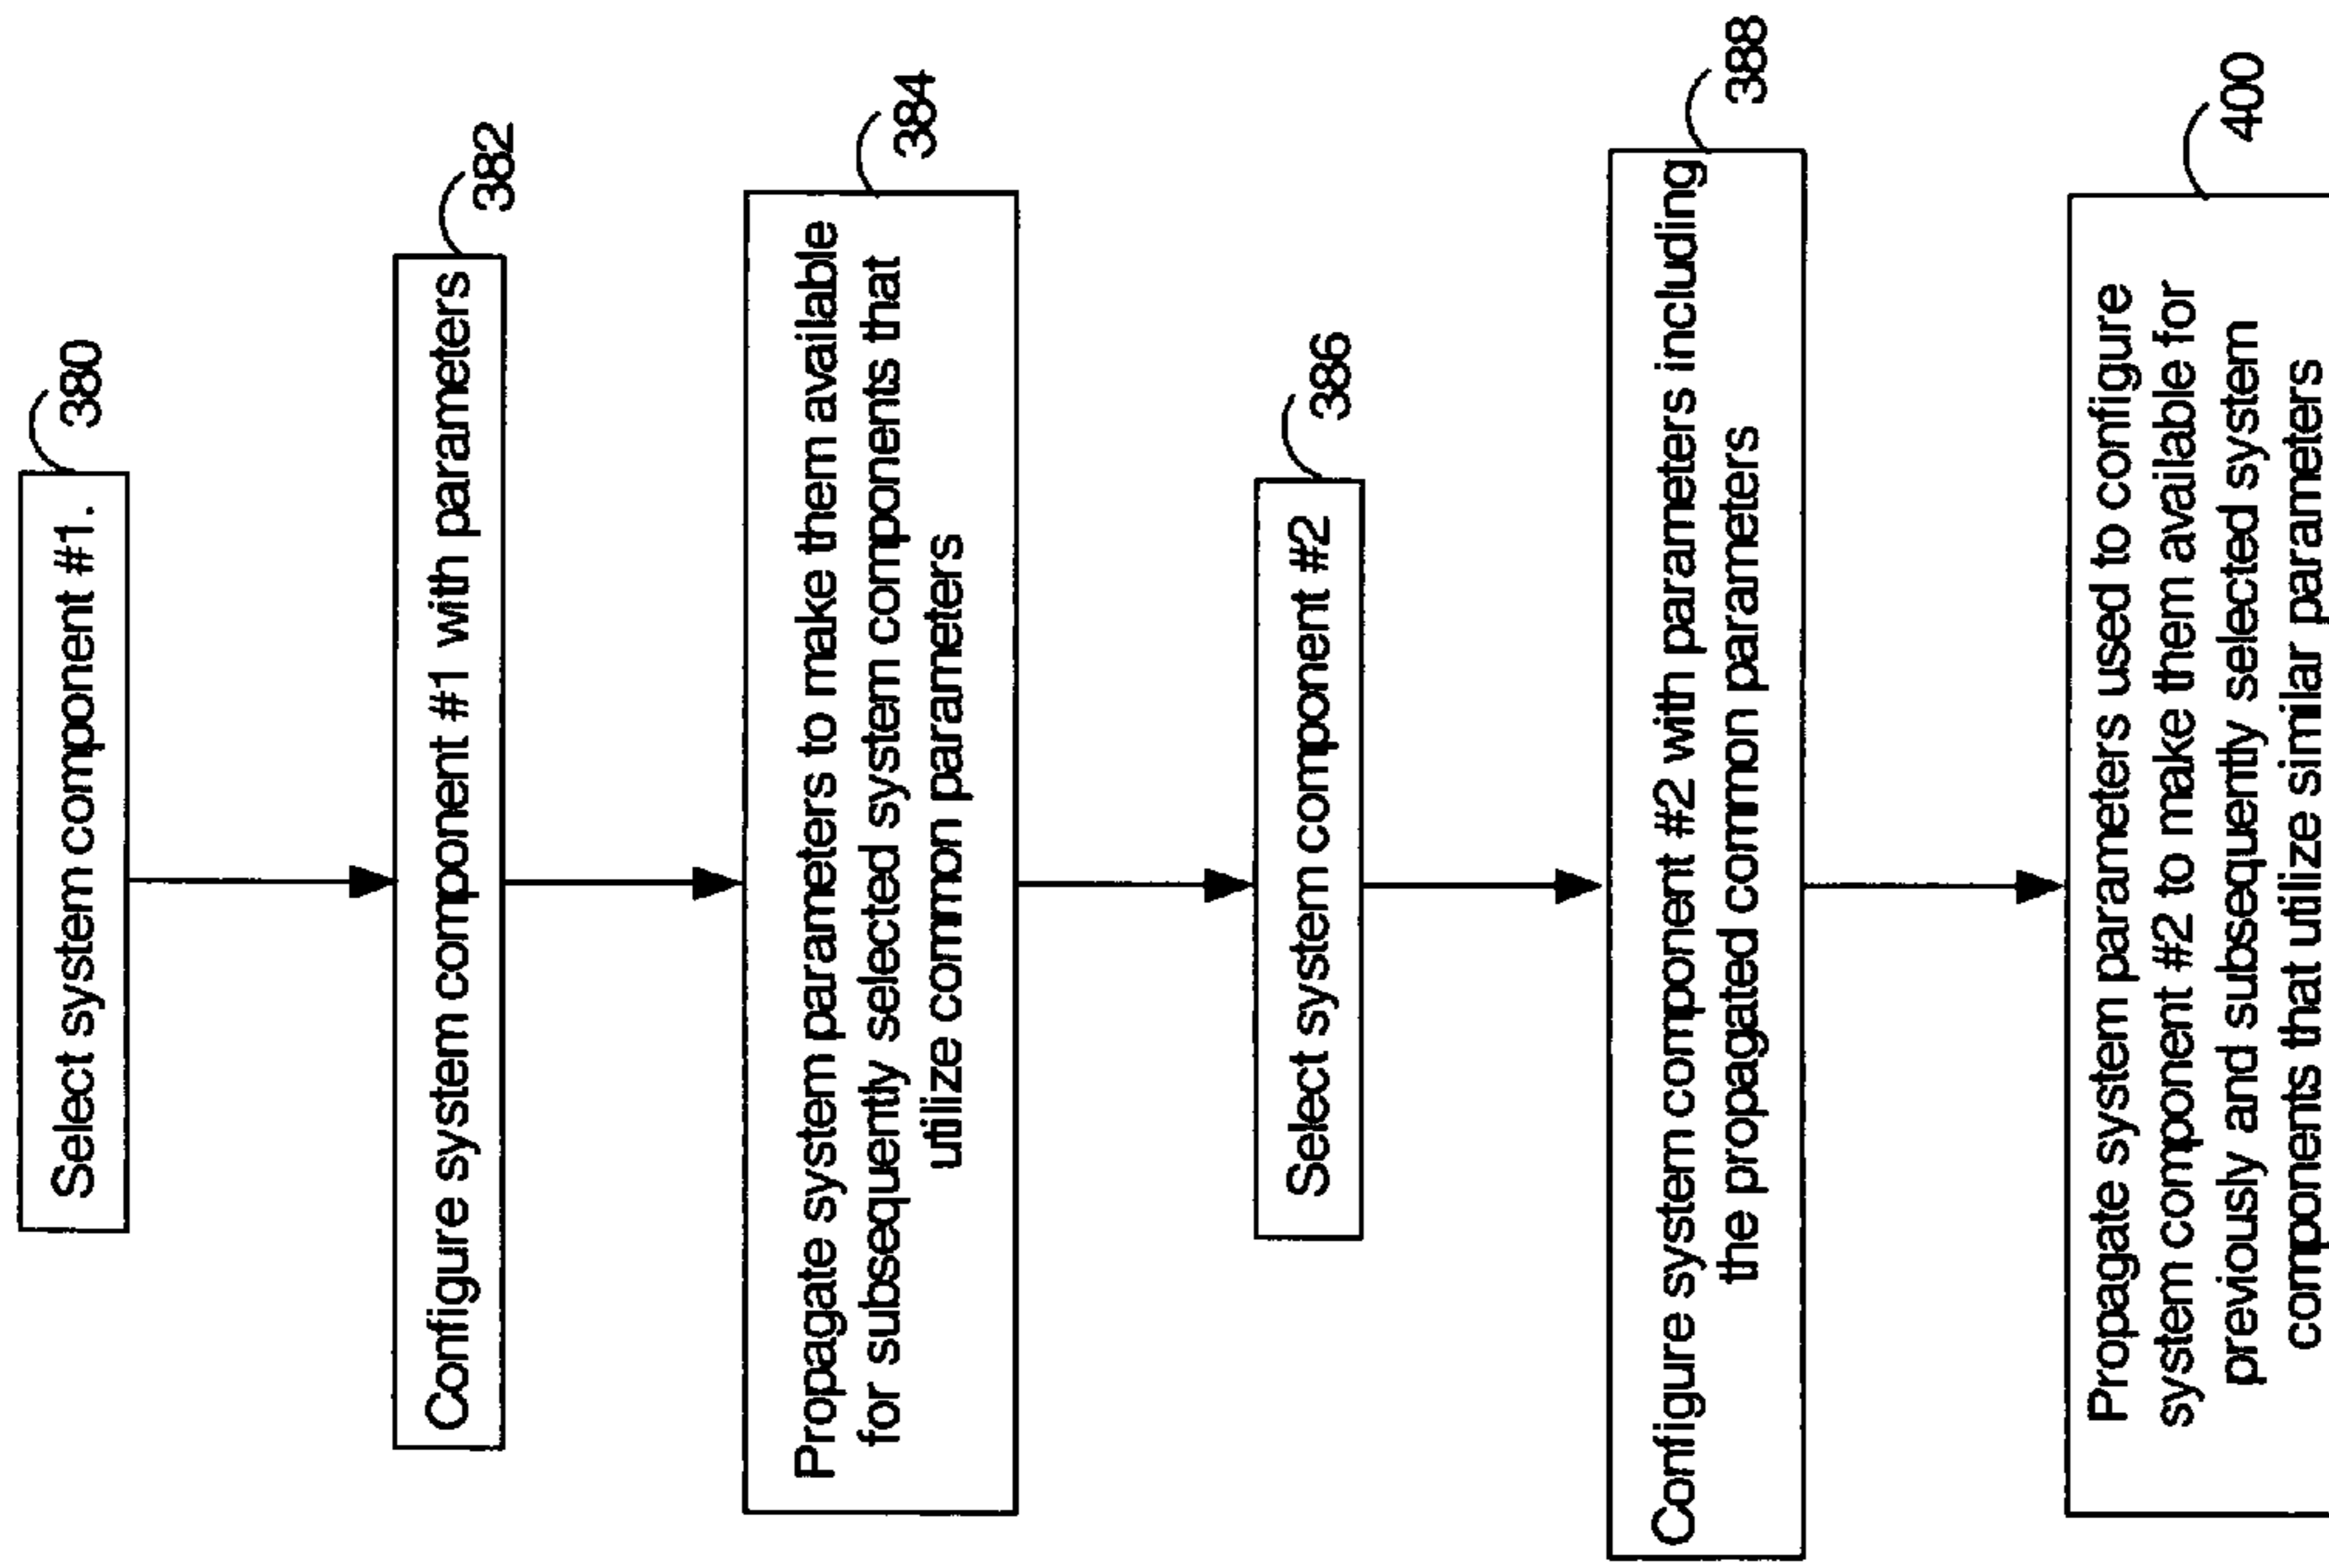 380
Select system component #1.
382
Configure system component #1 with parameters
384
Propagate system parameters to make them available
for subsequently selected system components that
utilize common parameters
386
Select system component #2
388
Configure system component #2 with parameters including
the propagated common parameters
400
Propagate system parameters used to configure
system component #2 to make them available for
previously and subsequently selected system
components that utilize similar parameters